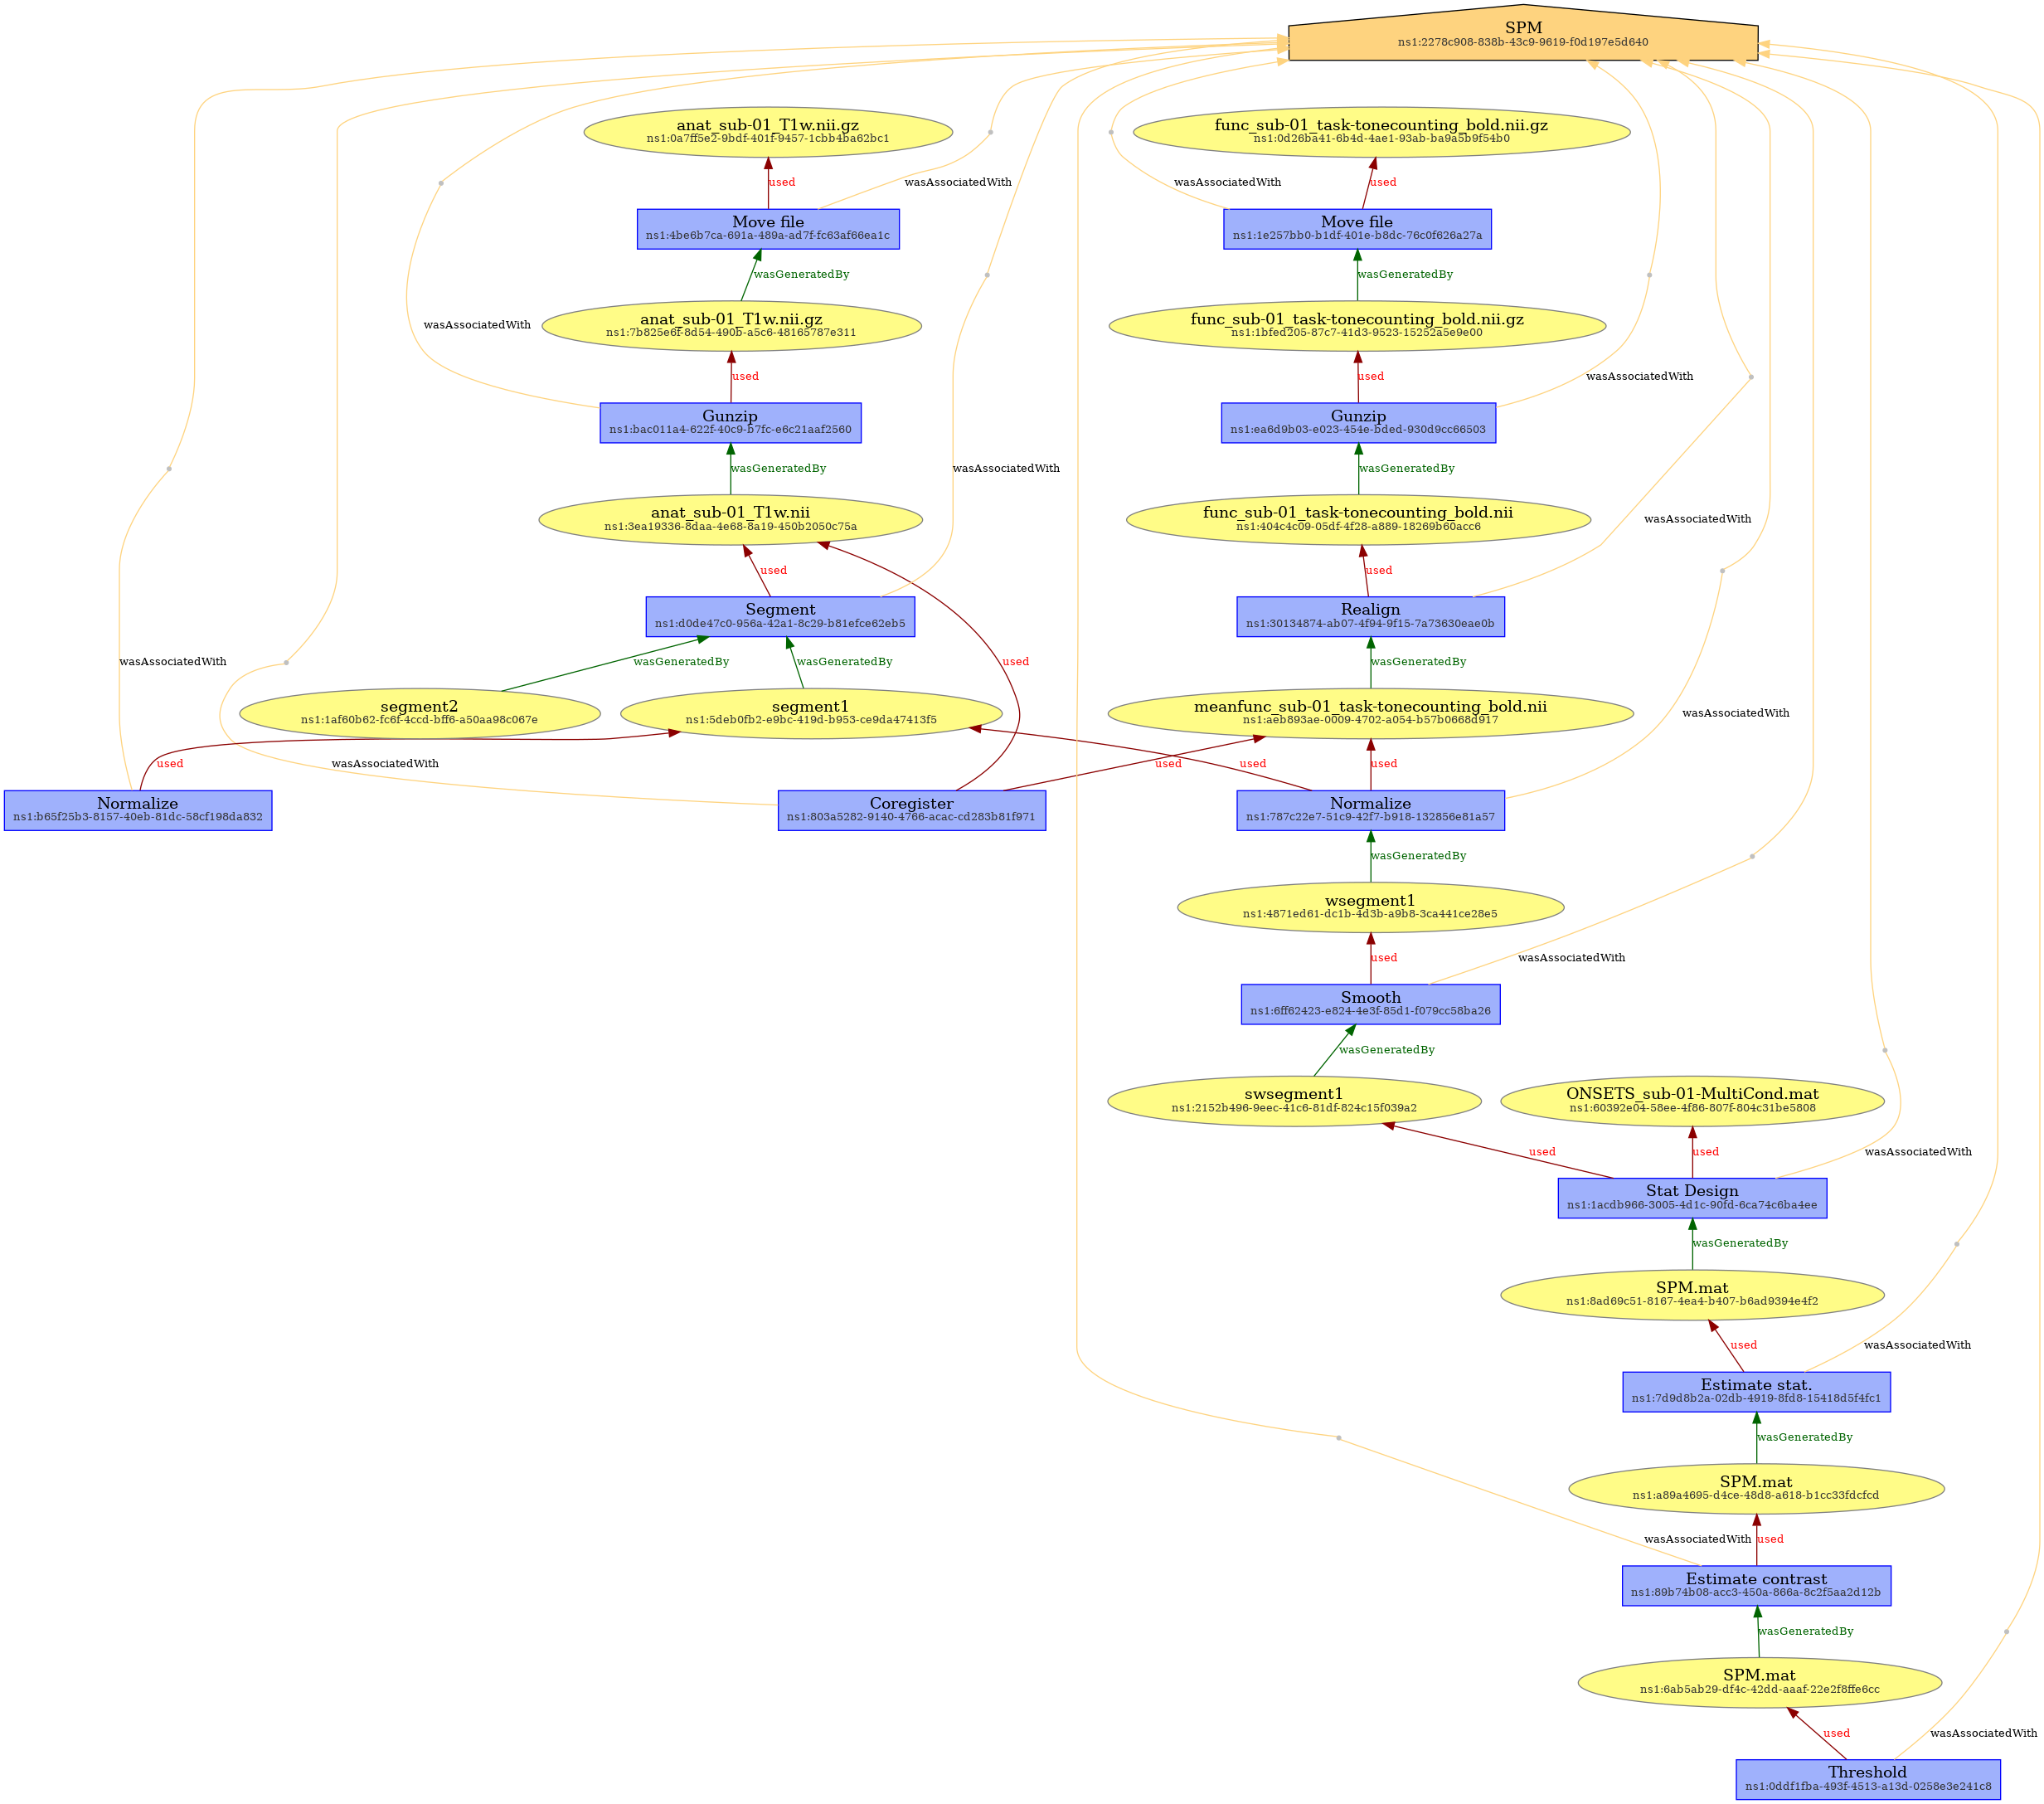 SPM
ns1:2278c908-838b-43c9-9619-f0d197e5d640
anat_sub-01_T1w.nii.gz
ns1:0a7ff5e2-9bdf-401f-9457-1cbb4ba62bc1
func_sub-01_task-tonecounting_bold.nii.gz
ns1:0d26ba41-6b4d-4ae1-93ab-ba9a5b9f54b0
used
wasAssociatedWith
wasAssociatedWith
used
Move file
ns1:4be6b7ca-691a-489a-ad7f-fc63af66ea1c
Move file
ns1:1e257bb0-b1df-401e-b8dc-76c0f626a27a
wasGeneratedBy
wasGeneratedBy
anat_sub-01_T1w.nii.gz
ns1:7b825e6f-8d54-490b-a5c6-48165787e311
func_sub-01_task-tonecounting_bold.nii.gz
ns1:1bfed205-87c7-41d3-9523-15252a5e9e00
wasAssociatedWith
used
used
wasAssociatedWith
Gunzip
ns1:bac011a4-622f-40c9-b7fc-e6c21aaf2560
Gunzip
ns1:ea6d9b03-e023-454e-bded-930d9cc66503
wasGeneratedBy
wasAssociatedWith
wasGeneratedBy
anat_sub-01_T1w.nii
ns1:3ea19336-8daa-4e68-8a19-450b2050c75a
func_sub-01_task-tonecounting_bold.nii
ns1:404c4c09-05df-4f28-a889-18269b60acc6
wasAssociatedWith
used
used
Segment
ns1:d0de47c0-956a-42a1-8c29-b81efce62eb5
Realign
ns1:30134874-ab07-4f94-9f15-7a73630eae0b
wasAssociatedWith
wasGeneratedBy
wasGeneratedBy
used
wasGeneratedBy
segment2
ns1:1af60b62-fc6f-4ccd-bff6-a50aa98c067e
segment1
ns1:5deb0fb2-e9bc-419d-b953-ce9da47413f5
meanfunc_sub-01_task-tonecounting_bold.nii
ns1:aeb893ae-0009-4702-a054-b57b0668d917
wasAssociatedWith
used
wasAssociatedWith
used
used
used
Normalize
ns1:b65f25b3-8157-40eb-81dc-58cf198da832
Coregister
ns1:803a5282-9140-4766-acac-cd283b81f971
Normalize
ns1:787c22e7-51c9-42f7-b918-132856e81a57
wasGeneratedBy
wsegment1
ns1:4871ed61-dc1b-4d3b-a9b8-3ca441ce28e5
used
wasAssociatedWith
Smooth
ns1:6ff62423-e824-4e3f-85d1-f079cc58ba26
wasGeneratedBy
swsegment1
ns1:2152b496-9eec-41c6-81df-824c15f039a2
ONSETS_sub-01-MultiCond.mat
ns1:60392e04-58ee-4f86-807f-804c31be5808
used
used
wasAssociatedWith
Stat Design
ns1:1acdb966-3005-4d1c-90fd-6ca74c6ba4ee
wasGeneratedBy
SPM.mat
ns1:8ad69c51-8167-4ea4-b407-b6ad9394e4f2
used
wasAssociatedWith
Estimate stat.
ns1:7d9d8b2a-02db-4919-8fd8-15418d5f4fc1
wasGeneratedBy
SPM.mat
ns1:a89a4695-d4ce-48d8-a618-b1cc33fdcfcd
wasAssociatedWith
used
Estimate contrast
ns1:89b74b08-acc3-450a-866a-8c2f5aa2d12b
wasGeneratedBy
SPM.mat
ns1:6ab5ab29-df4c-42dd-aaaf-22e2f8ffe6cc
used
wasAssociatedWith
Threshold
ns1:0ddf1fba-493f-4513-a13d-0258e3e241c8